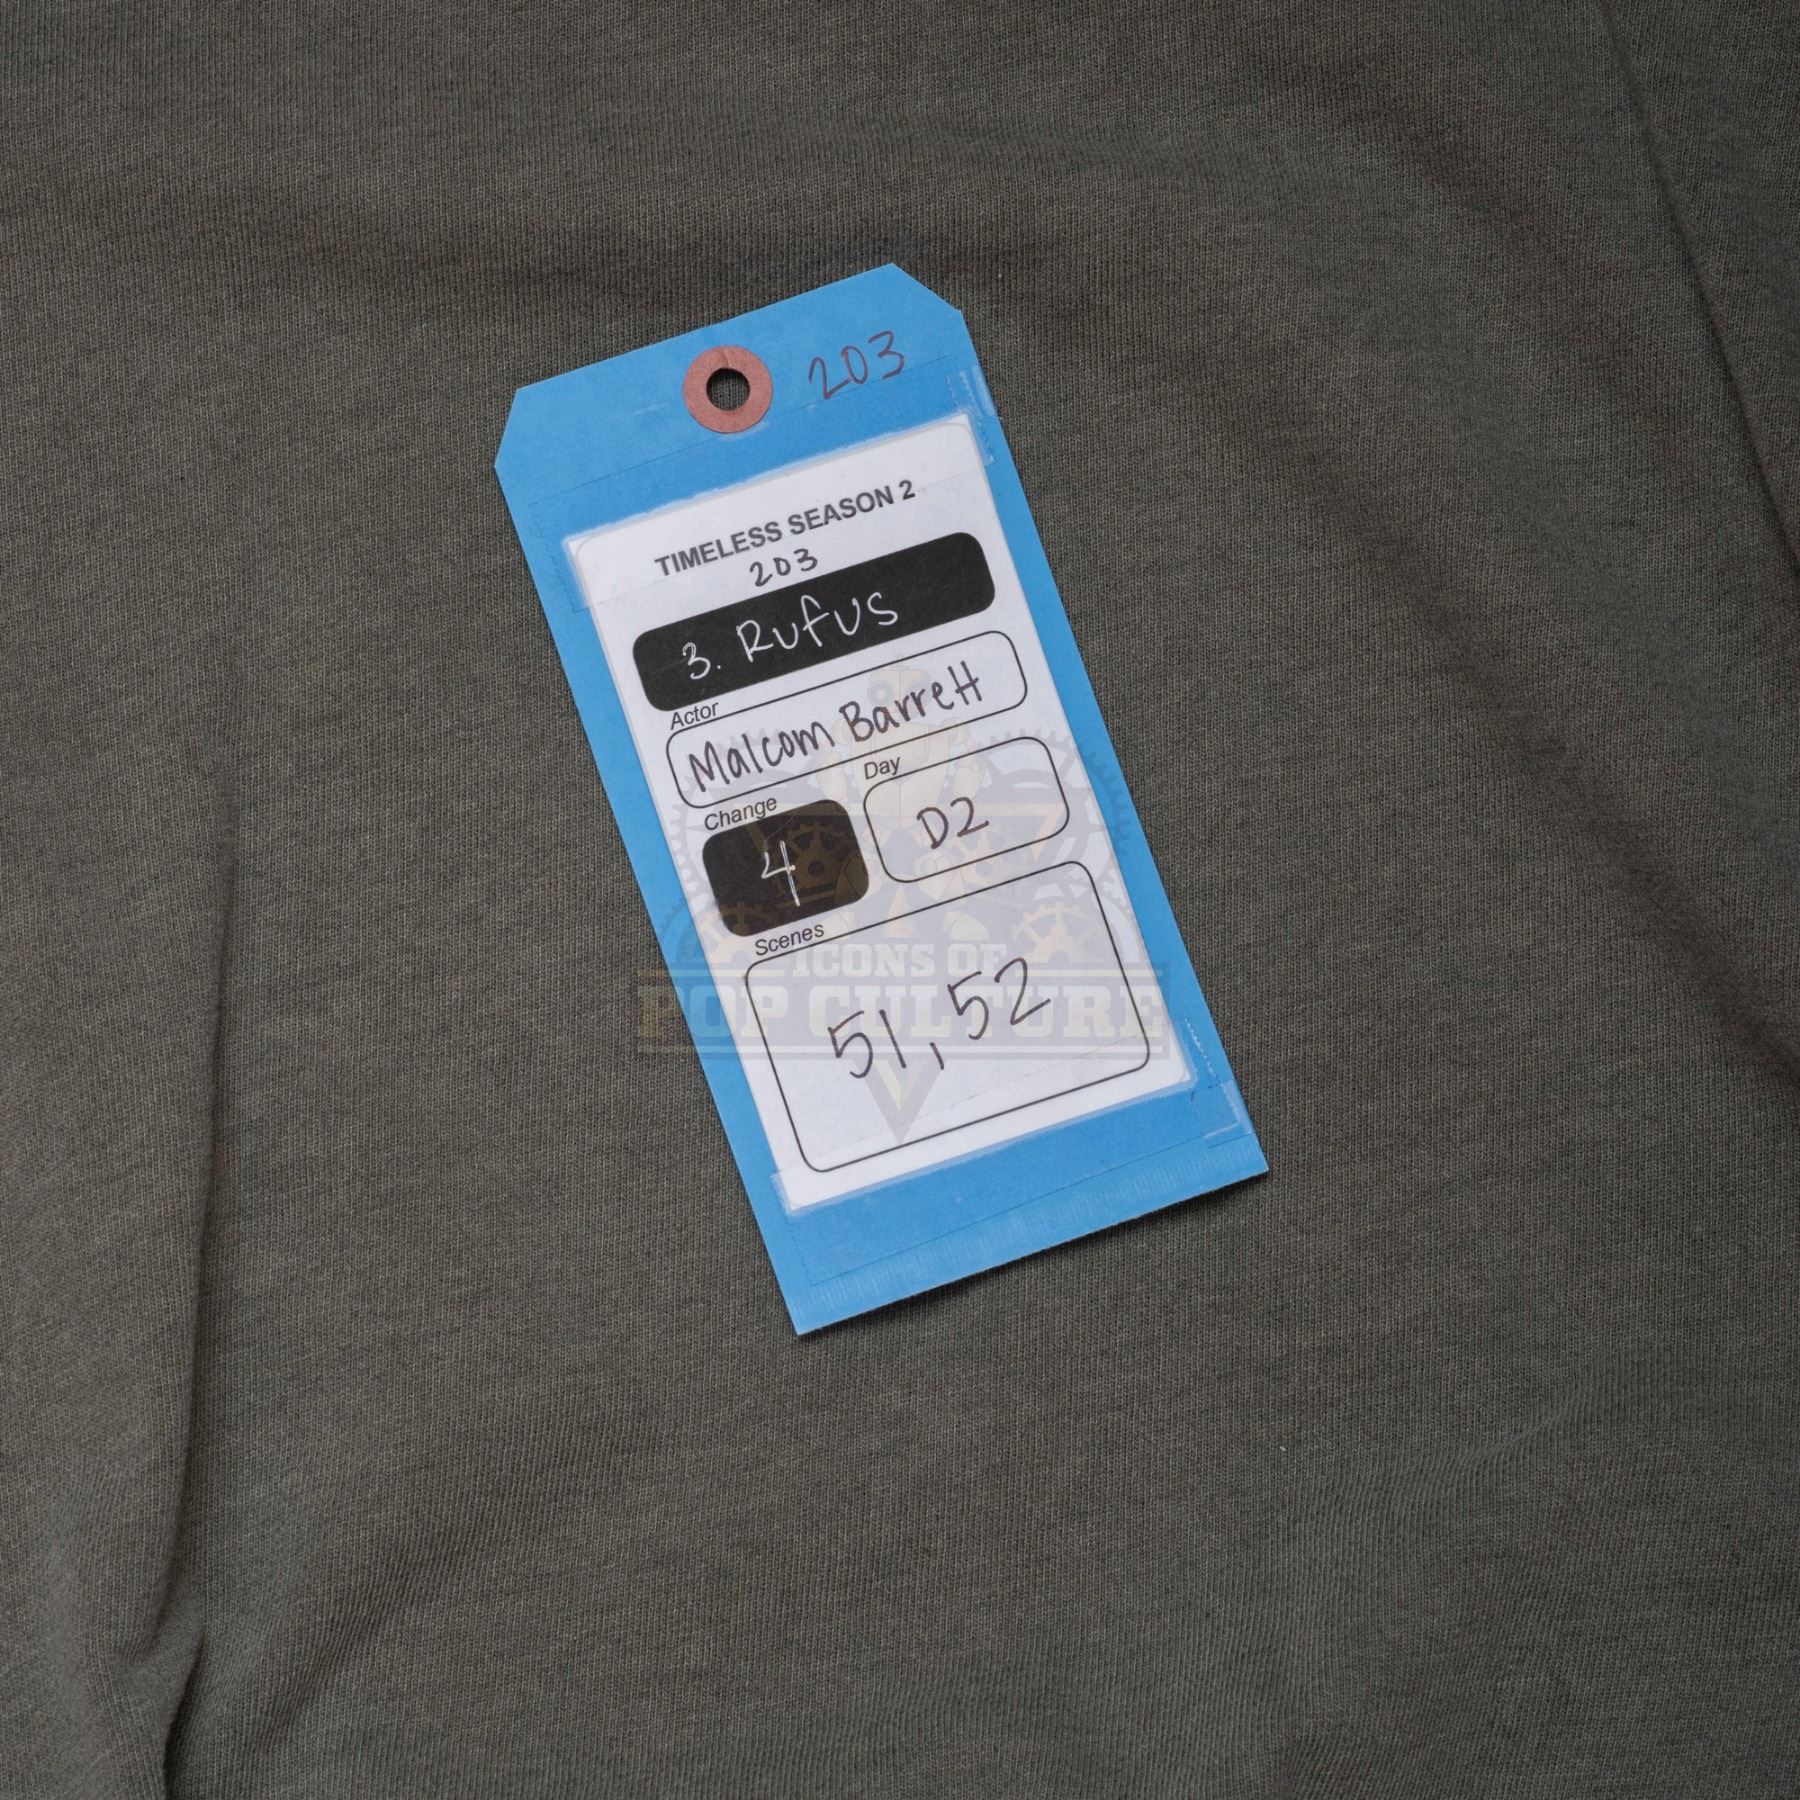 203
TIMELESS SEASON 2
203
3. Rufus
Actor
Malcom Barrett
Change
Day
4
D2
Scenes
51, 52
ICONS OF
POP CULTURE